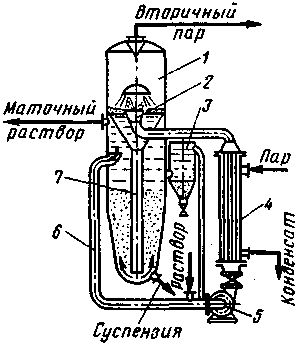 Вторичный
пар
1
2
Маточный
раствор
3
Пар
7
4
6
раствор
Конденсат
5
Суспензия